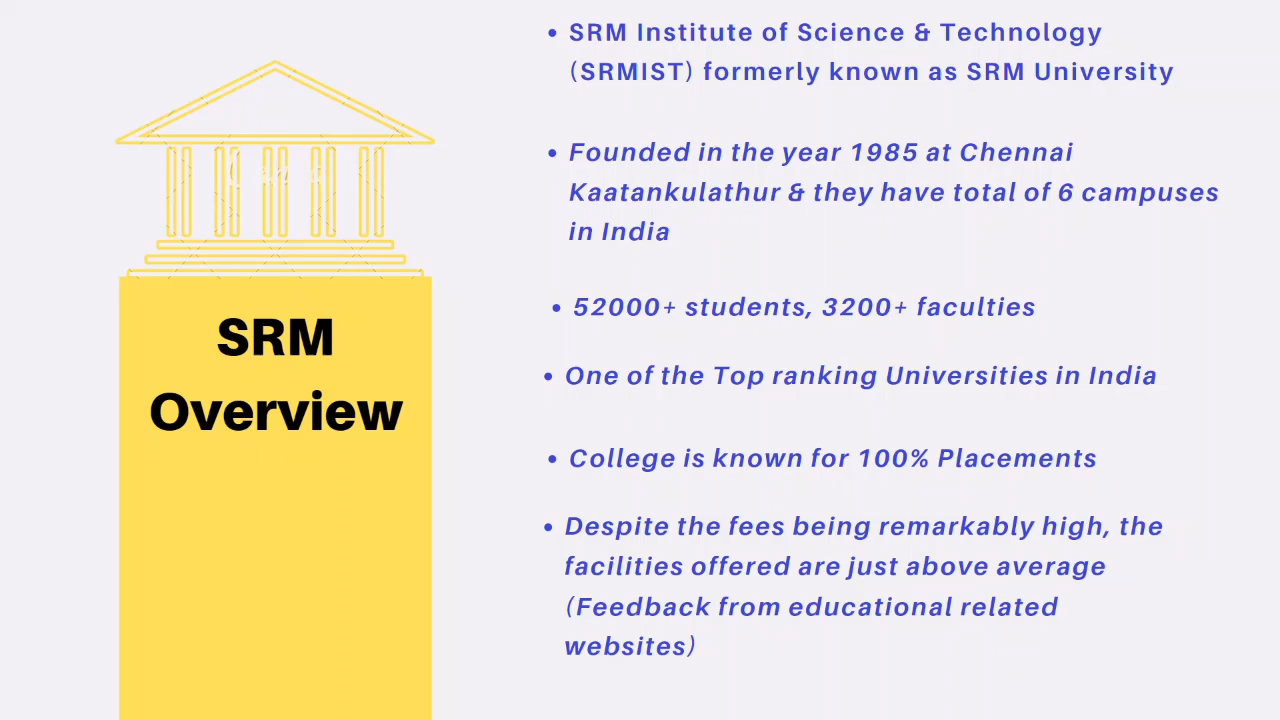 SRM
Overview
• SRM Institute of Science & Technology
(SRMIST) formerly known as SRM University
• Founded in the year 1985 at Chennai
Kaatankulathur & they have total of 6 campuses
in India
• 52000+ students, 3200+ faculties
• One of the Top ranking Universities in India
• College is known for 100% Placements
• Despite the fees being remarkably high, the
facilities offered are just above average
(Feedback from educational related
websites)